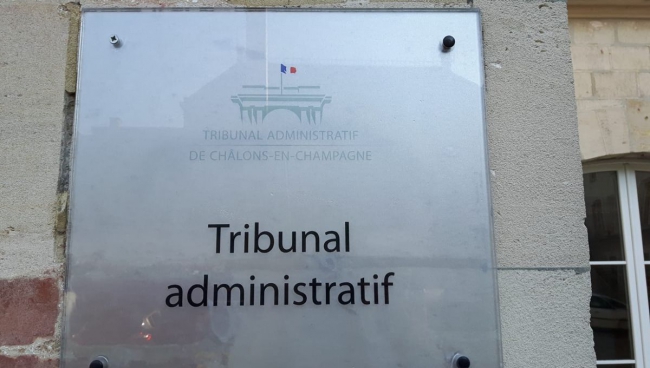 TRIBUNAL ADMINISTRATIF
DE CHÂLONS-EN-CHAMPAGNE
Tribunal
administratif